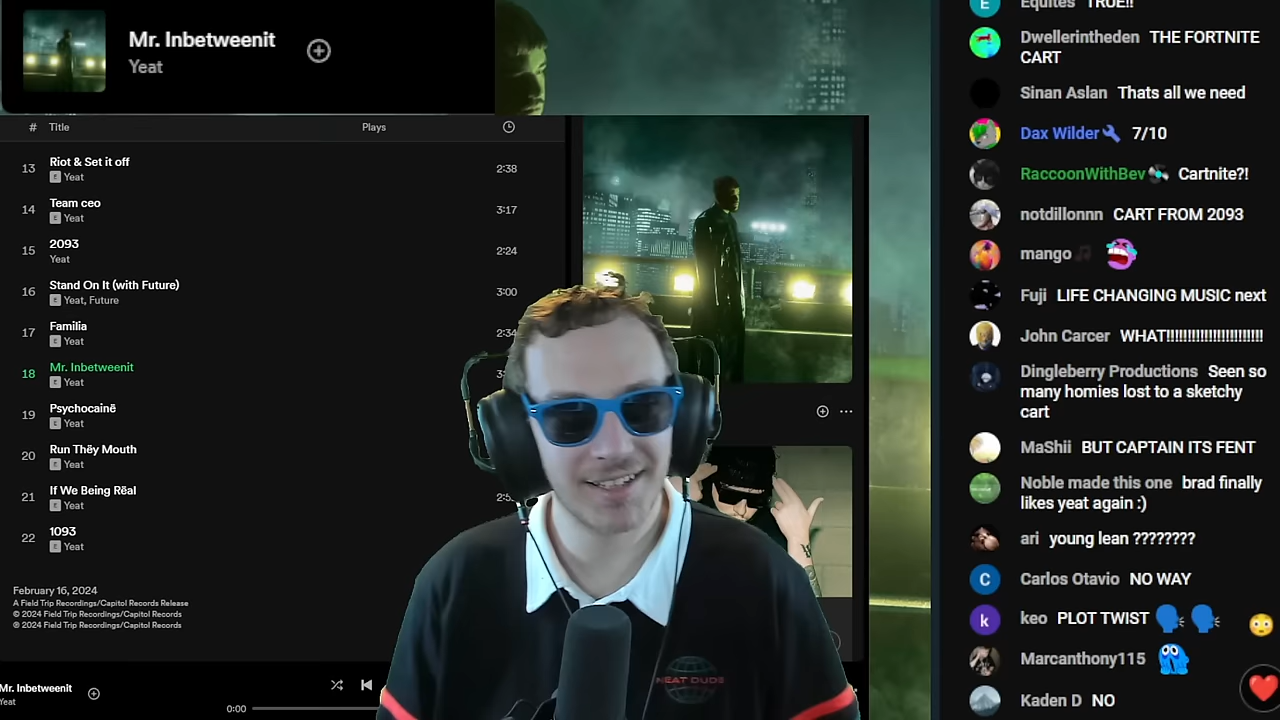 Mr. Inbetweenit
Yeat
# Title Plays
13 Riot & Set it off 2:38
E Yeat
14 Team ceo 3:17
E Yeat
15 2093 2:24
Yeat
16 Stand On It (with Future) 3:00
E Yeat, Future
17 Familia 2:34
E Yeat
18 Mr. Inbetweenit
E Yeat
19 Psychocainë
E Yeat
20 Run Thëy Mouth
E Yeat
21 If We Being Rëal
E Yeat
22 1093
E Yeat
February 16, 2024
A Field Trip Recordings/Capitol Records Release
© 2024 Field Trip Recordings/Capitol Records
℗ 2024 Field Trip Recordings/Capitol Records
Mr. Inbetweenit
Yeat
0:00
NEAT DUDE
E Equites TRUE!!
Dwellerintheden THE FORTNITE
CART
Sinan Aslan Thats all we need
Dax Wilder 7/10
RaccoonWithBev Cartnite?!
notdillonnn CART FROM 2093
mango
Fuji LIFE CHANGING MUSIC next
John Carcer WHAT!!!!!!!!!!!!!!!!!!!!!!!
Dingleberry Productions Seen so
many homies lost to a sketchy
cart
MaShii BUT CAPTAIN ITS FENT
Noble made this one brad finally
likes yeat again :)
ari young lean ????????
C Carlos Otavio NO WAY
k keo PLOT TWIST
Marcanthony115
Kaden D NO